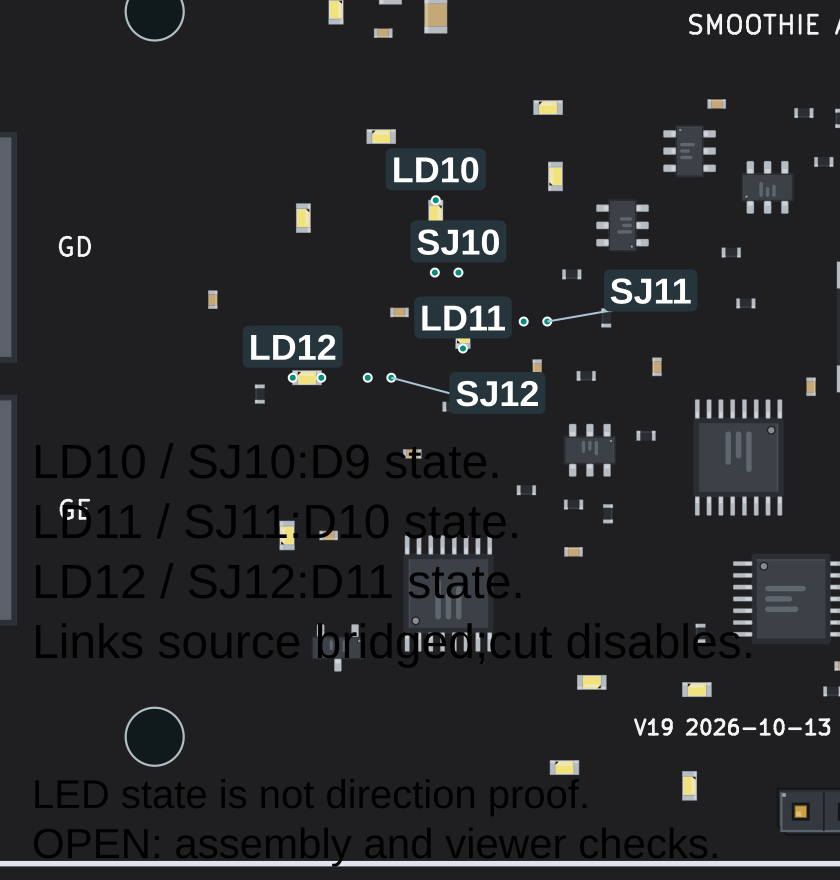 SMOOTHIE
LD10
SJ10
GD
SJ11
LD11
LD12
SJ12
LD10 / SJ10:D9 state.
GE
LD11 / SJ11:D10 state.
LD12 / SJ12:D11 state.
Links source bridged,cut disables.
V19 2026-10-13
LED state is not direction proof.
OPEN: assembly and viewer checks.